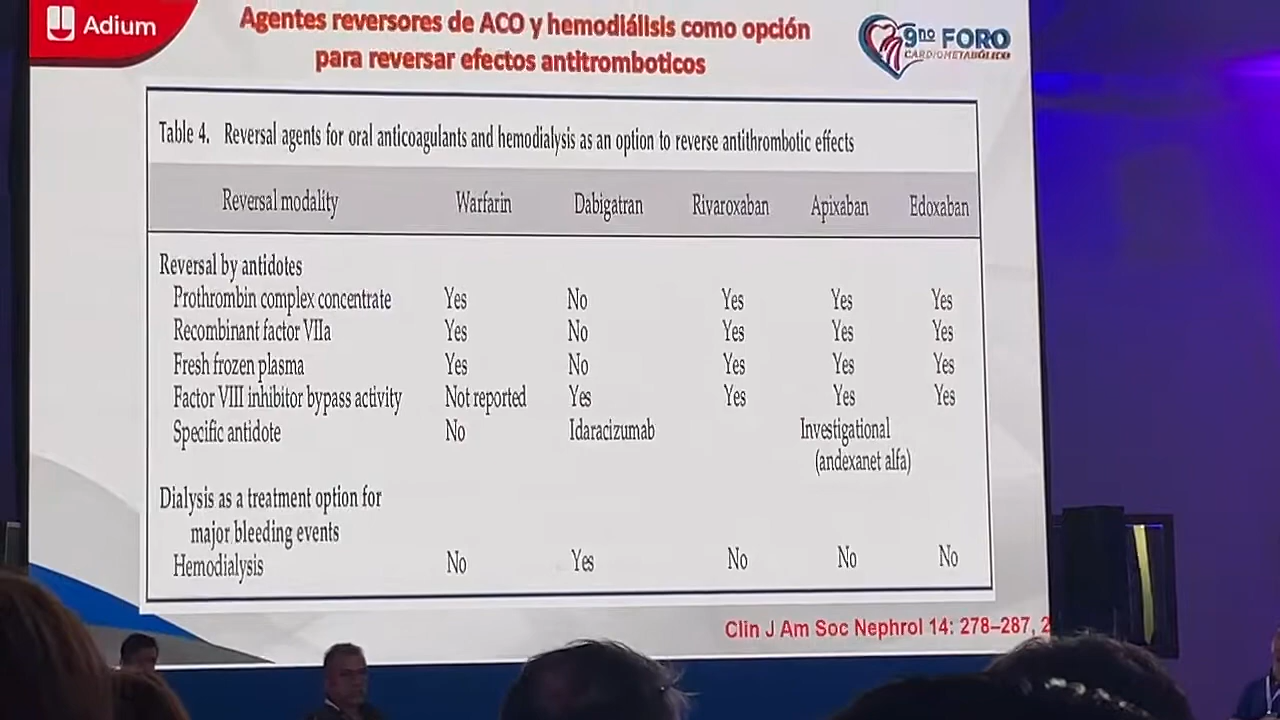 Adium
Agentes reversores de ACO y hemodiálisis como opción
para reversar efectos antitromboticos
9no FORO
CARDIOMETABÓLICO
Table 4. Reversal agents for oral anticoagulants and hemodialysis as an option to reverse antithrombotic effects
Reversal modality Warfarin Dabigatran Rivaroxaban Apixaban Edoxaban
Reversal by antidotes
Prothrombin complex concentrate Yes No Yes Yes Yes
Recombinant factor VIIa Yes No Yes Yes Yes
Fresh frozen plasma Yes No Yes Yes Yes
Factor VIII inhibitor bypass activity Not reported Yes Yes Yes Yes
Specific antidote No Idaracizumab Investigational
(andexanet alfa)
Dialysis as a treatment option for
major bleeding events
Hemodialysis No Yes No No No
Clin J Am Soc Nephrol 14: 278–287, 2